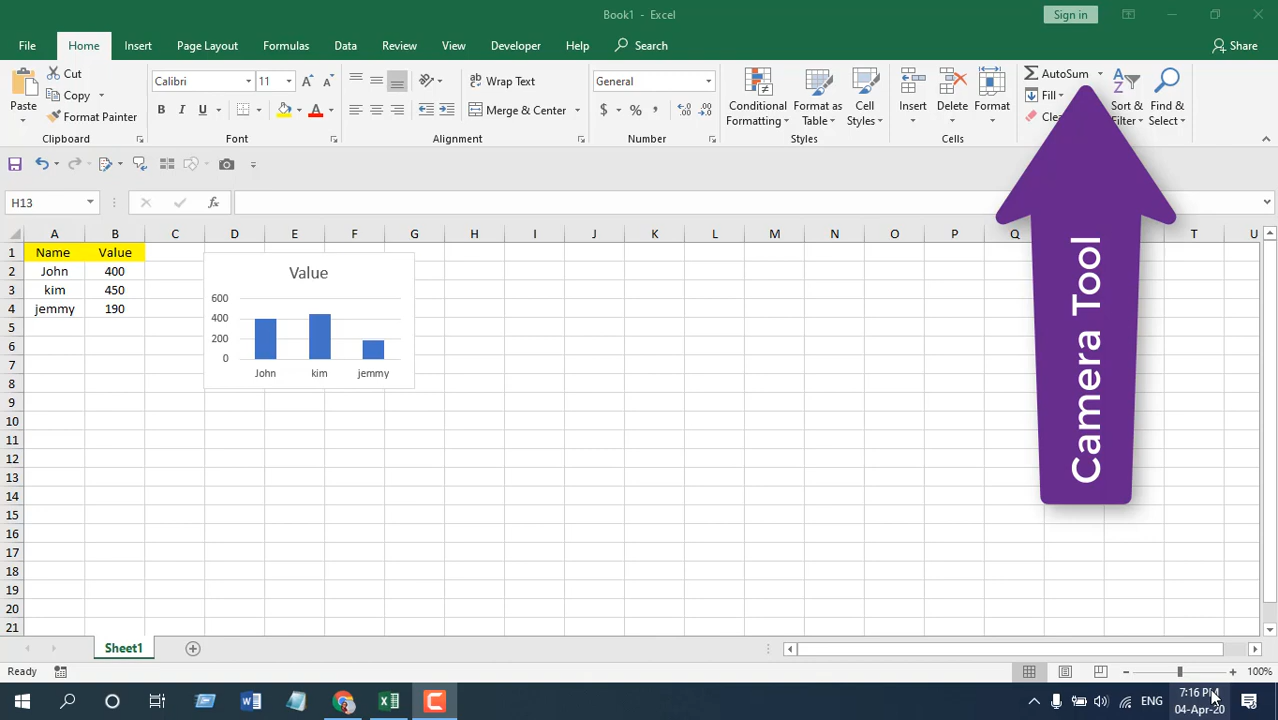 Book1 - Excel
Sign in
File Home Insert Page Layout Formulas Data Review View Developer Help Search Share
Paste
Cut
Copy
Format Painter
Clipboard
Calibri 11
B I U A
Font
Wrap Text
Merge & Center
Alignment
General
$ % ,
Number
Conditional Formatting
Format as Table
Cell Styles
Styles
Insert Delete Format
Cells
AutoSum
Fill
Sort & Filter
Find & Select
Camera Tool
H13
fx
A B C D E F G H I J K L M N O P Q T U
1 Name Value
2 John 400
3 kim 450
4 jemmy 190
5
6
7
8
9
10
11
12
13
14
15
16
17
18
19
20
21
Value
600
400
200
0
John kim jemmy
Sheet1
Ready
100%
ENG
7:16 PM
04-Apr-20